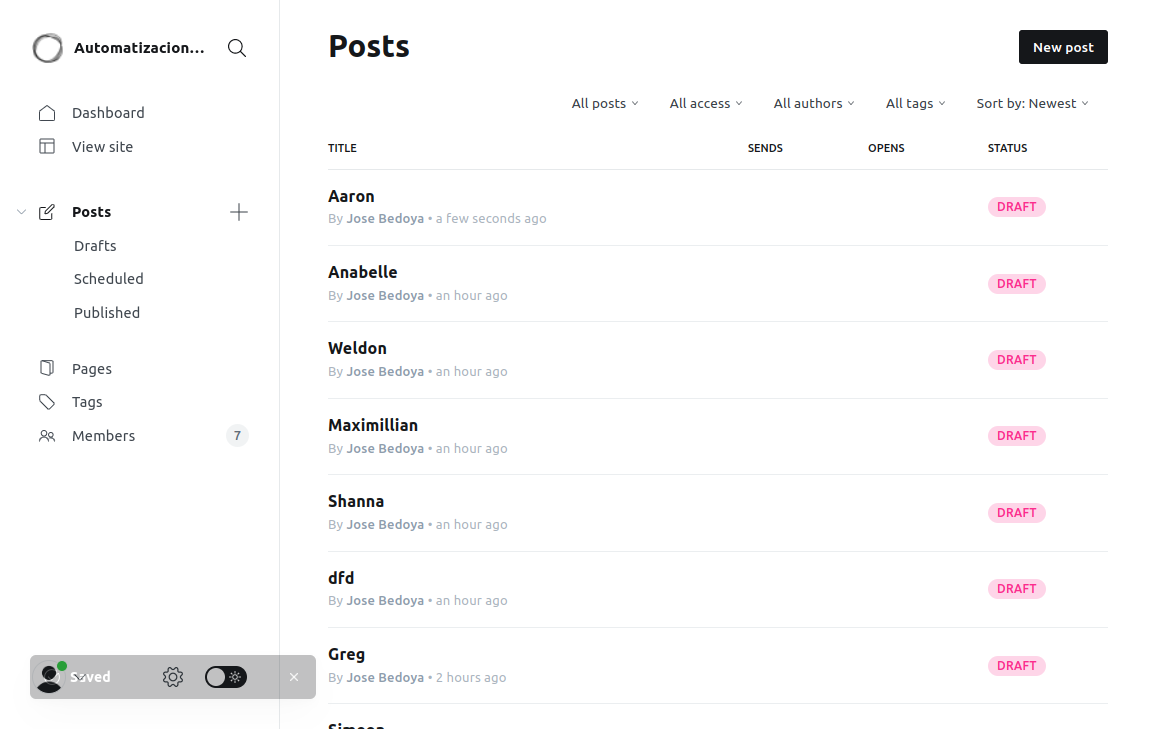 Automatizacion...
Dashboard
View site
Posts
Drafts
Scheduled
Published
Pages
Tags
Members 7
Saved
Posts
New post
All posts All access All authors All tags Sort by: Newest
TITLE SENDS OPENS STATUS
Aaron
By Jose Bedoya • a few seconds ago
DRAFT
Anabelle
By Jose Bedoya • an hour ago
DRAFT
Weldon
By Jose Bedoya • an hour ago
DRAFT
Maximillian
By Jose Bedoya • an hour ago
DRAFT
Shanna
By Jose Bedoya • an hour ago
DRAFT
dfd
By Jose Bedoya • an hour ago
DRAFT
Greg
By Jose Bedoya • 2 hours ago
DRAFT